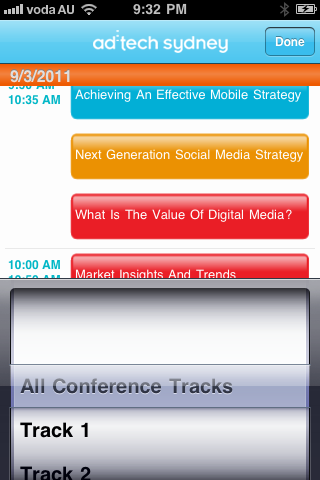 voda AU 9:32 PM
ad:tech sydney Done
9/3/2011
9:50 AM
10:35 AM
Achieving An Effective Mobile Strategy
Next Generation Social Media Strategy
What Is The Value Of Digital Media?
10:00 AM
Market Insights And Trends
All Conference Tracks
Track 1
Track 2